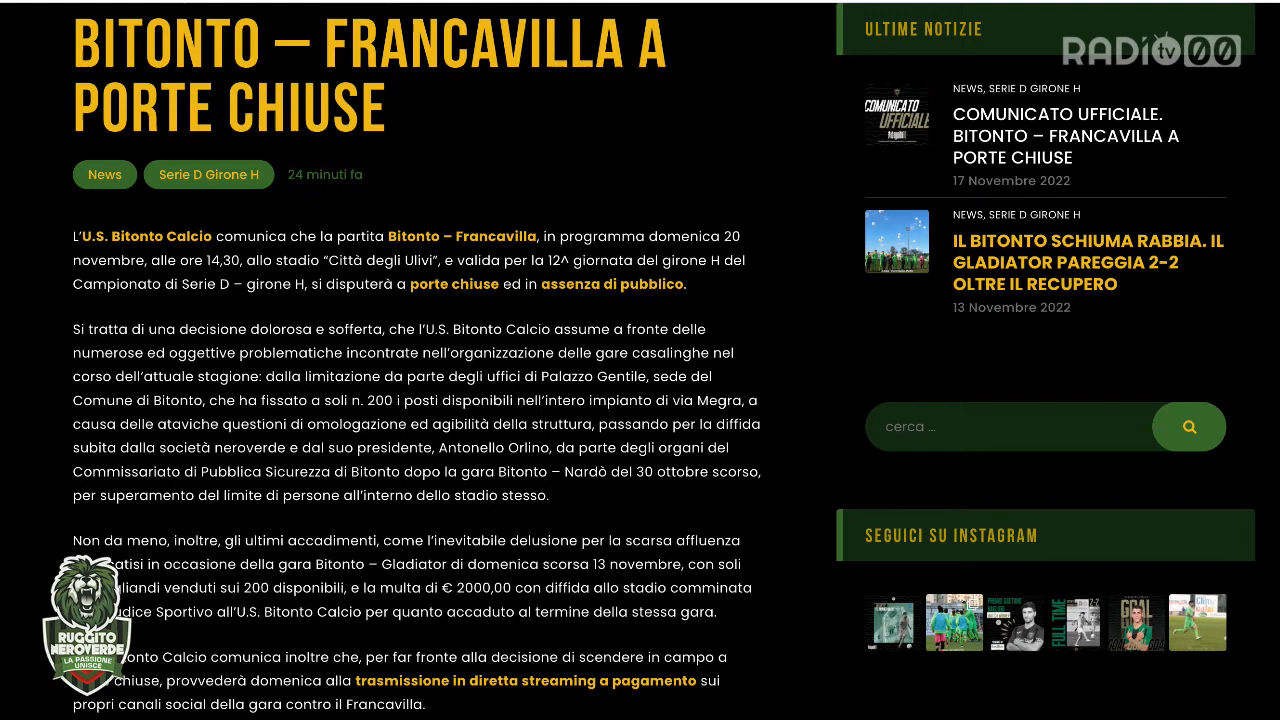 BITONTO – FRANCAVILLA A
PORTE CHIUSE
News
Serie D Girone H
24 minuti fa
L'U.S. Bitonto Calcio comunica che la partita Bitonto – Francavilla, in programma domenica 20
novembre, alle ore 14,30, allo stadio “Città degli Ulivi”, e valida per la 12^ giornata del girone H del
Campionato di Serie D – girone H, si disputerà a porte chiuse ed in assenza di pubblico.
Si tratta di una decisione dolorosa e sofferta, che l'U.S. Bitonto Calcio assume a fronte delle
numerose ed oggettive problematiche incontrate nell'organizzazione delle gare casalinghe nel
corso dell'attuale stagione: dalla limitazione da parte degli uffici di Palazzo Gentile, sede del
Comune di Bitonto, che ha fissato a soli n. 200 i posti disponibili nell'intero impianto di via Megra, a
causa delle ataviche questioni di omologazione ed agibilità della struttura, passando per la diffida
subita dalla società neroverde e dal suo presidente, Antonello Orlino, da parte degli organi del
Commissariato di Pubblica Sicurezza di Bitonto dopo la gara Bitonto – Nardò del 30 ottobre scorso,
per superamento del limite di persone all'interno dello stadio stesso.
Non da meno, inoltre, gli ultimi accadimenti, come l'inevitabile delusione per la scarsa affluenza
atisi in occasione della gara Bitonto – Gladiator di domenica scorsa 13 novembre, con soli
gliandi venduti sui 200 disponibili, e la multa di € 2000,00 con diffida allo stadio comminata
udice Sportivo all'U.S. Bitonto Calcio per quanto accaduto al termine della stessa gara.
onto Calcio comunica inoltre che, per far fronte alla decisione di scendere in campo a
chiuse, provvederà domenica alla trasmissione in diretta streaming a pagamento sui
propri canali social della gara contro il Francavilla.
RUGGITO
NEROVERDE
LA PASSIONE
UNISCE
ULTIME NOTIZIE
RADIO tv 00
COMUNICATO
UFFICIALE
NEWS, SERIE D GIRONE H
COMUNICATO UFFICIALE.
BITONTO – FRANCAVILLA A
PORTE CHIUSE
17 Novembre 2022
NEWS, SERIE D GIRONE H
IL BITONTO SCHIUMA RABBIA. IL
GLADIATOR PAREGGIA 2-2
OLTRE IL RECUPERO
13 Novembre 2022
cerca ...
SEGUICI SU INSTAGRAM
FULL TIME
2-2
GOAL